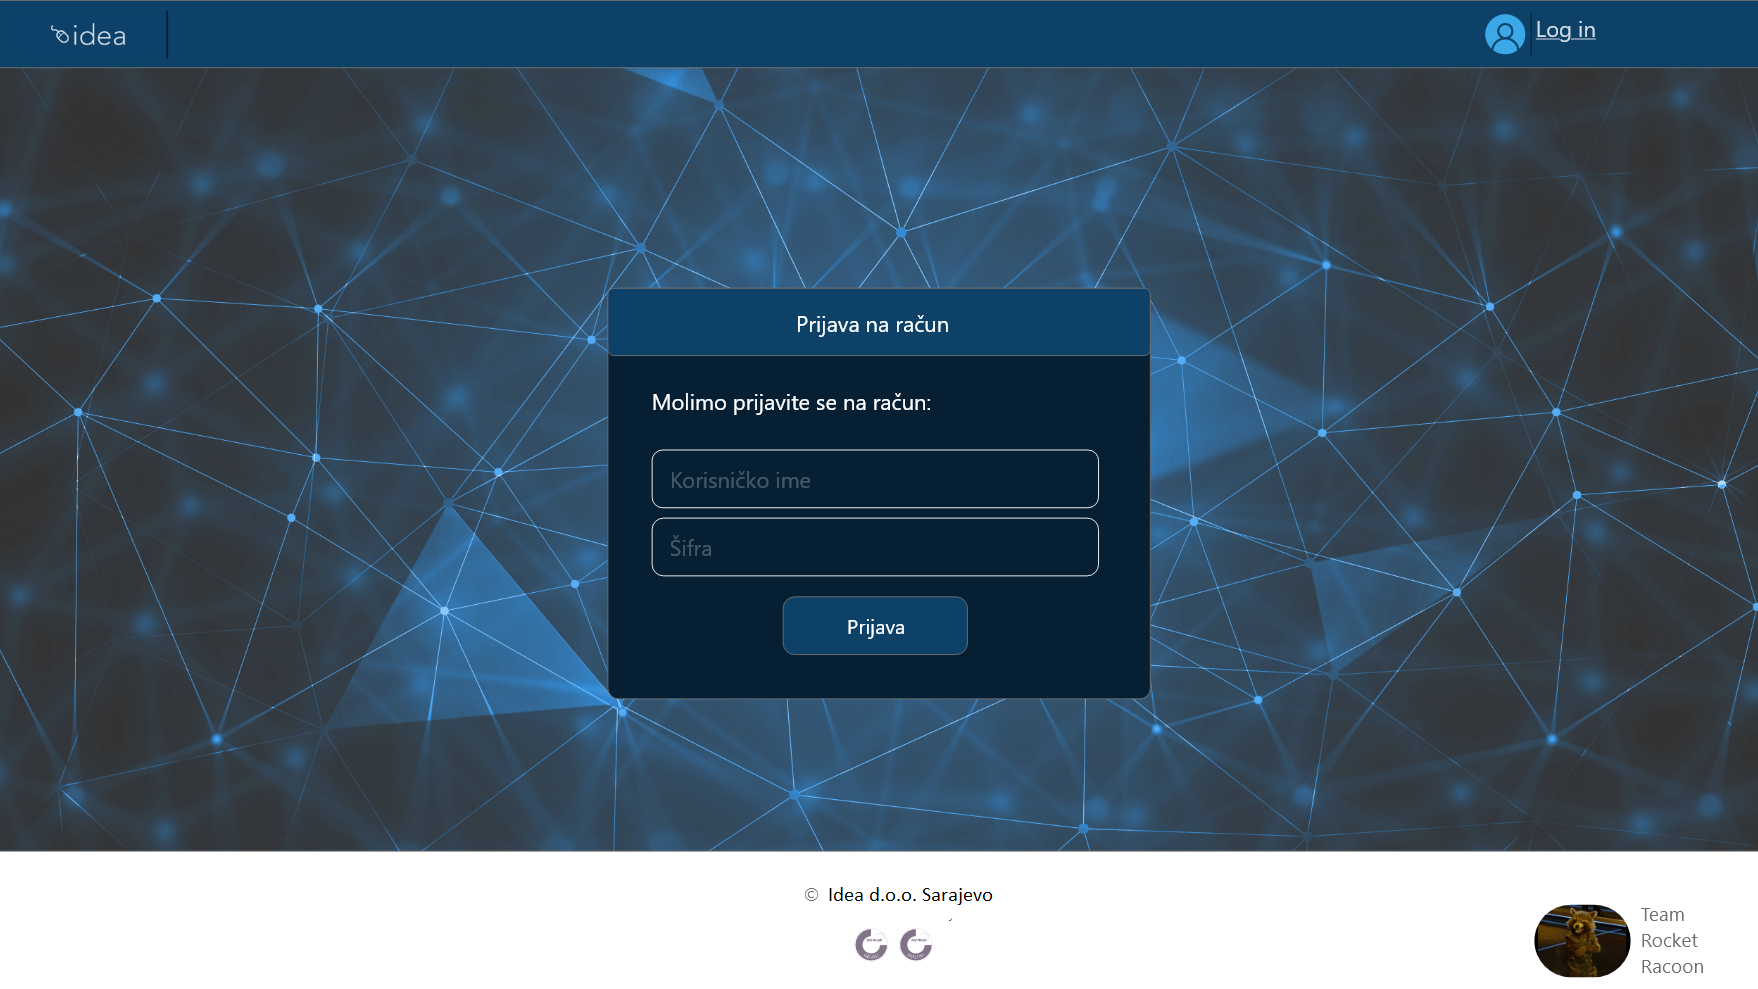 idea
Log in
Prijava na račun
Molimo prijavite se na račun:
Korisničko ime
Šifra
Prijava
© Idea d.o.o. Sarajevo
Team
Rocket
Racoon